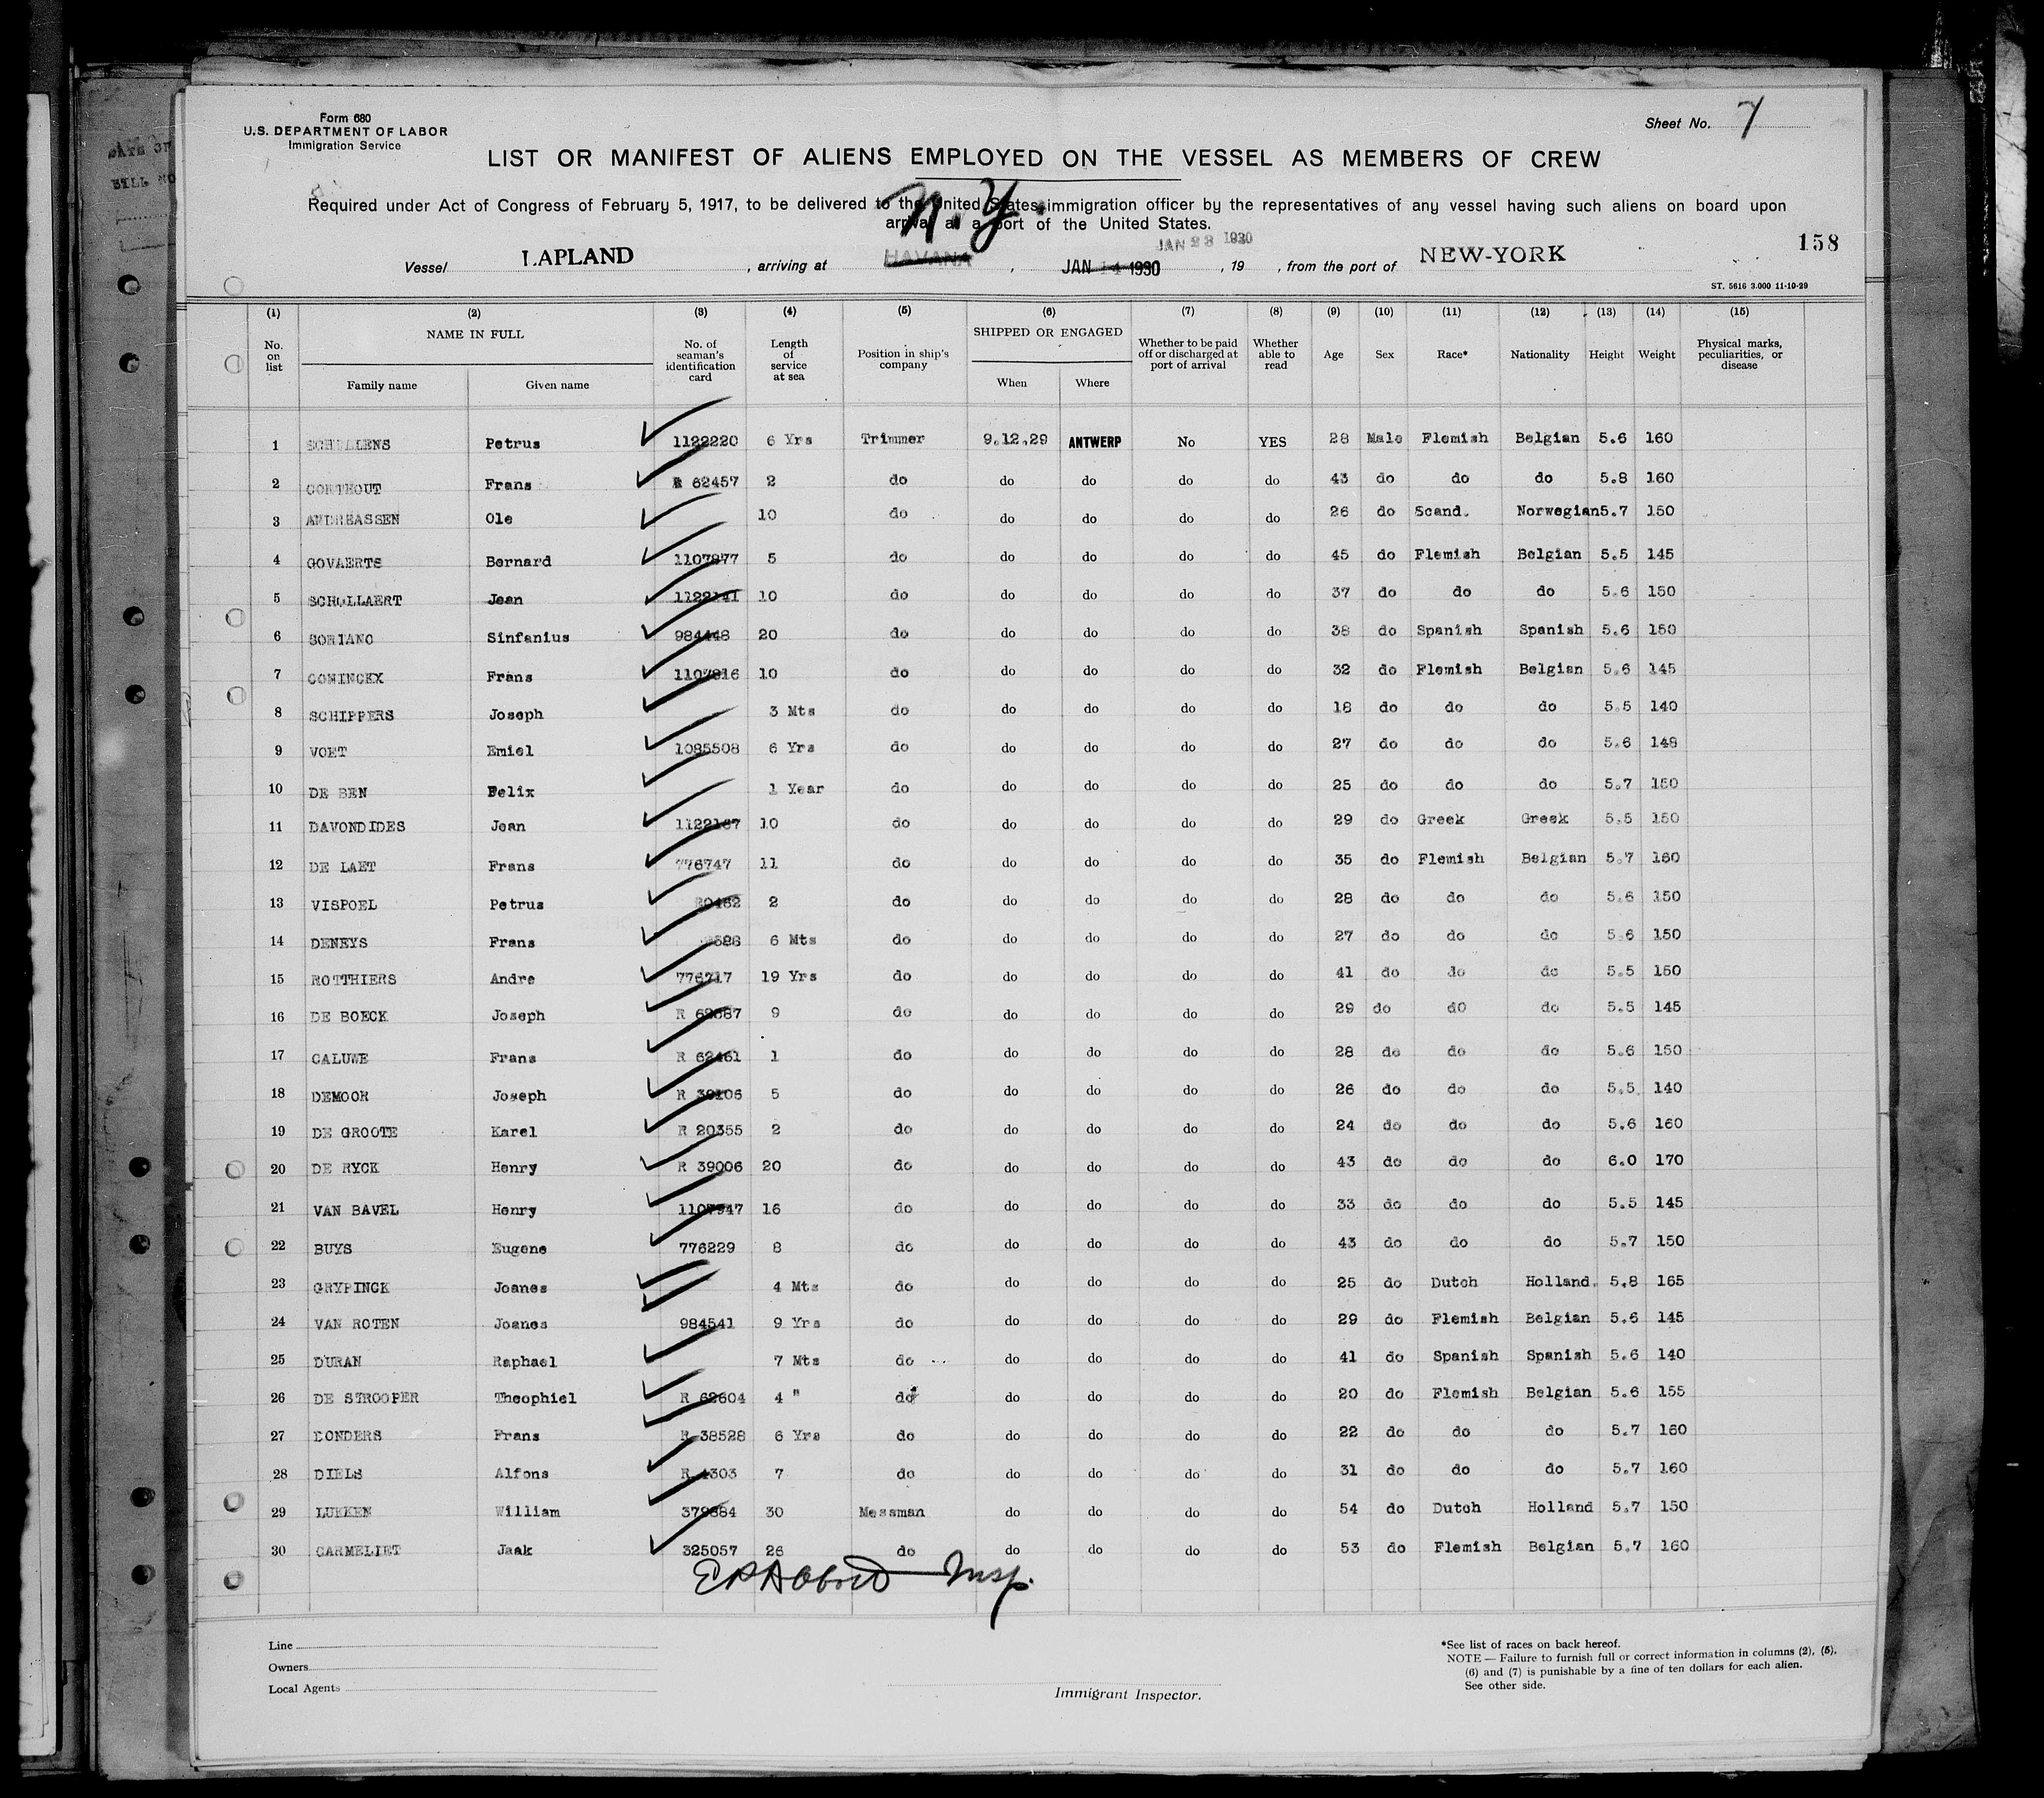 Form 680
U.S. DEPARTMENT OF LABOR
Immigration Service
Sheet No. 7
LIST OR MANIFEST OF ALIENS EMPLOYED ON THE VESSEL AS MEMBERS OF CREW
Required under Act of Congress of February 5, 1917, to be delivered to the United States immigration officer by the representatives of any vessel having such aliens on board upon
arrival at a port of the United States.
N.Y.
JAN 23 1930
158
Vessel LAPLAND, arriving at HAVANA, JAN 14 1930, 19 , from the port of NEW-YORK
ST. 5616 3.000 11-10-29
(1) (2) (3) (4) (5) (6) (7) (8) (9) (10) (11) (12) (13) (14) (15)
No. on list NAME IN FULL Family name Given name No. of seaman's identification card Length of service at sea Position in ship's company SHIPPED OR ENGAGED When Where Whether to be paid off or discharged at port of arrival Whether able to read Age Sex Race* Nationality Height Weight Physical marks, peculiarities, or disease
1 SCHELLENS Petrus 1122220 6 Yrs Trimmer 9.12.29 ANTWERP No YES 28 Male Flemish Belgian 5.6 160
2 CORTHOUT Frans R 62457 2 do do do do do 43 do do do 5.8 160
3 ANDREASSEN Ole 10 do do do do do 26 do Scand. Norwegian 5.7 150
4 GOVAERTS Bernard 1107877 5 do do do do do 45 do Flemish Belgian 5.5 145
5 SCHOLLAERT Jean 1122141 10 do do do do do 37 do do do 5.6 150
6 SORIANO Sinfanius 984448 20 do do do do do 38 do Spanish Spanish 5.6 150
7 CONINCKX Frans 1107816 10 do do do do do 32 do Flemish Belgian 5.6 145
8 SCHIPPERS Joseph 3 Mts do do do do do 18 do do do 5.5 140
9 VOET Emiel 1085508 6 Yrs do do do do do 27 do do do 5.6 148
10 DE BEN Felix 1 Year do do do do do 25 do do do 5.7 150
11 DAVONDIDES Jean 1122167 10 do do do do do 29 do Greek Greek 5.5 150
12 DE LAET Frans 776747 11 do do do do do 35 do Flemish Belgian 5.7 160
13 VISPOEL Petrus 2 do do do do do 28 do do do 5.6 150
14 DENEYS Frans 6 Mts do do do do do 27 do do do 5.6 150
15 ROTTHIERS Andre 776717 19 Yrs do do do do do 41 do do do 5.5 150
16 DE BOECK Joseph R 62687 9 do do do do do 29 do do do 5.5 145
17 CALUWE Frans R 62461 1 do do do do do 28 do do do 5.6 150
18 DEMOOR Joseph R 39106 5 do do do do do 26 do do do 5.5 140
19 DE GROOTE Karel R 20355 2 do do do do do 24 do do do 5.6 160
20 DE RYCK Henry R 39006 20 do do do do do 43 do do do 6.0 170
21 VAN BAVEL Henry 1107947 16 do do do do do 33 do do do 5.5 145
22 BUYS Eugene 776229 8 do do do do do 43 do do do 5.7 150
23 GRYPINCK Joanes 4 Mts do do do do do 25 do Dutch Holland. 5.8 165
24 VAN ROTEN Joanes 984541 9 Yrs do do do do do 29 do Flemish Belgian 5.6 145
25 DURAN Raphael 7 Mts do do do do do 41 do Spanish Spanish 5.6 140
26 DE STROOPER Theophiel R 62604 4 " do do do do do 20 do Flemish Belgian 5.6 155
27 DONDERS Frans R 38528 6 Yrs do do do do do 22 do do do 5.7 160
28 DIELS Alfons R 4303 7 do do do do do 31 do do do 5.7 160
29 LURKEN William 379884 30 Messman do do do do 54 do Dutch Holland 5.7 150
30 CARMELIET Jaak 325057 26 do do do do do 53 do Flemish Belgian 5.7 160
Insp.
Line
Owners
Local Agents
Immigrant Inspector.
*See list of races on back hereof.
NOTE — Failure to furnish full or correct information in columns (2), (5),
(6) and (7) is punishable by a fine of ten dollars for each alien.
See other side.